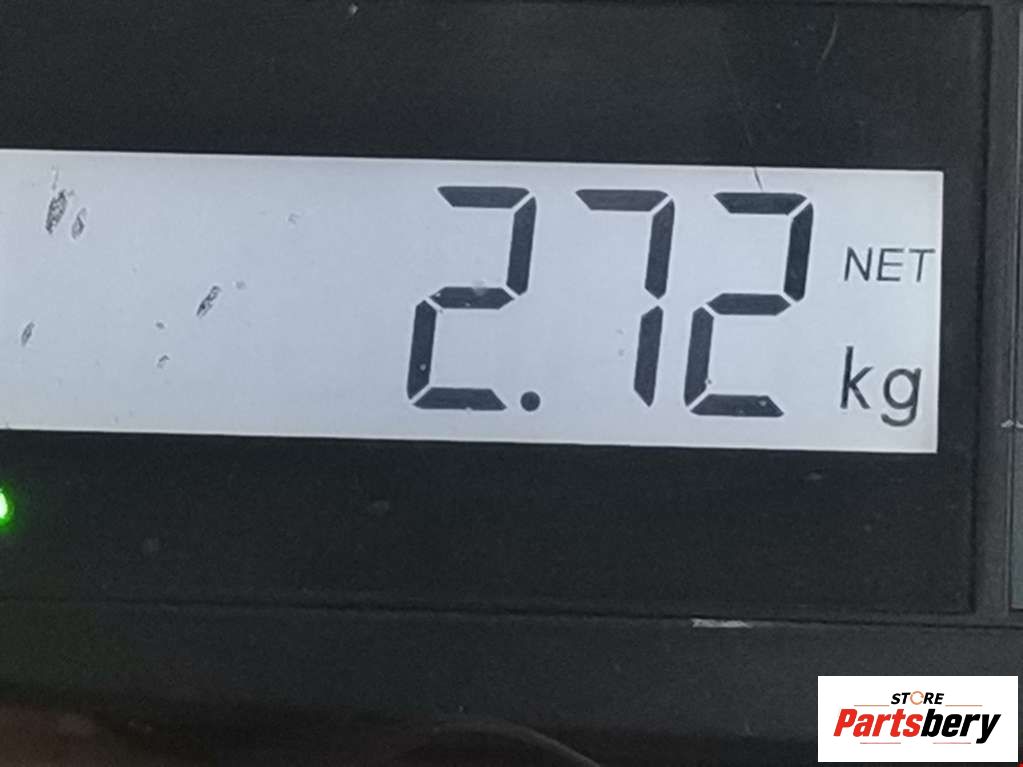 2.72 NET
kg
STORE
Partsbery